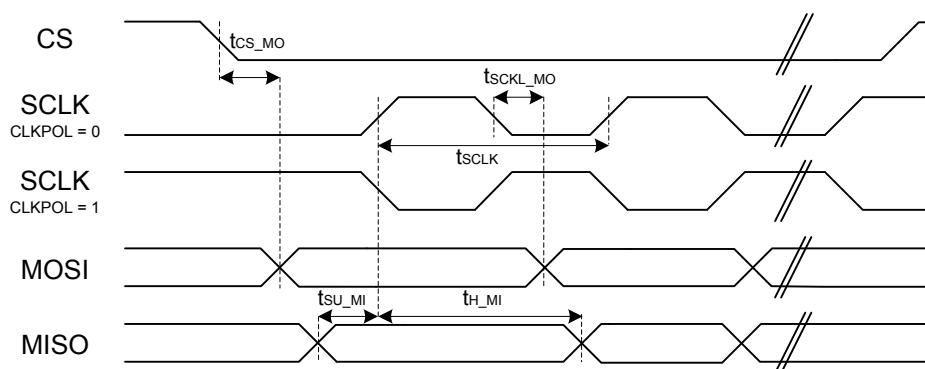 CS
tCS_MO
tSCKL_MO
SCLK
CLKPOL = 0
tSCLK
SCLK
CLKPOL = 1
MOSI
tSU_MI
tH_MI
MISO